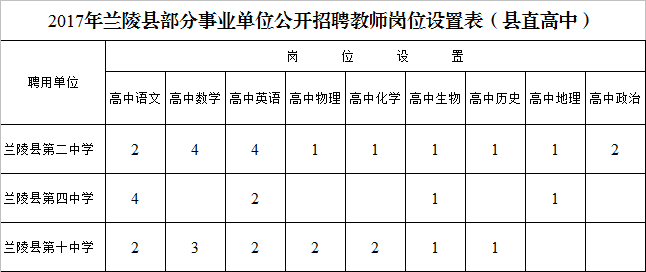 2017年兰陵县部分事业单位公开招聘教师岗位设置表（县直高中）
聘用单位 岗位设置
高中语文 高中数学 高中英语 高中物理 高中化学 高中生物 高中历史 高中地理 高中政治
兰陵县第二中学 2 4 4 1 1 1 1 1 2
兰陵县第四中学 4 2 1 1
兰陵县第十中学 2 3 2 2 2 1 1